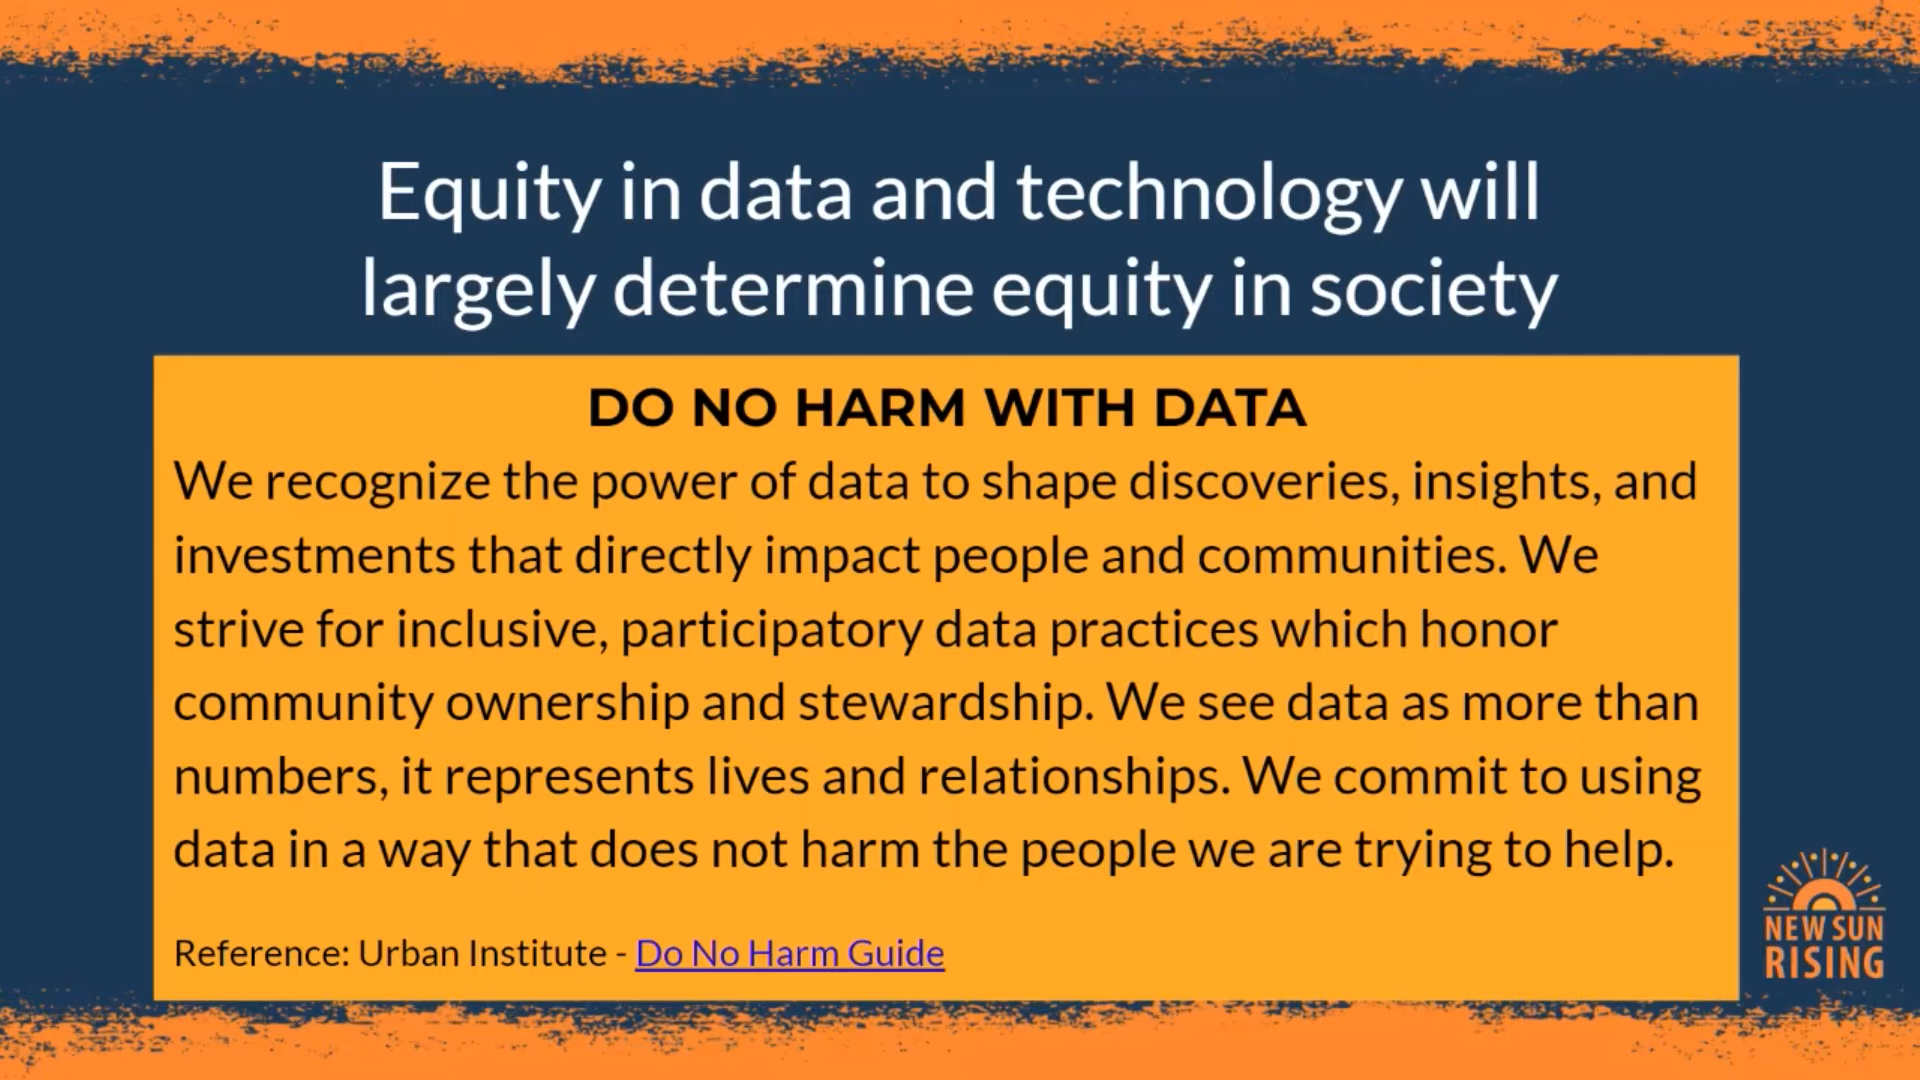 Equity in data and technology will
largely determine equity in society
DO NO HARM WITH DATA
We recognize the power of data to shape discoveries, insights, and
investments that directly impact people and communities. We
strive for inclusive, participatory data practices which honor
community ownership and stewardship. We see data as more than
numbers, it represents lives and relationships. We commit to using
data in a way that does not harm the people we are trying to help.
Reference: Urban Institute - Do No Harm Guide
NEW SUN
RISING